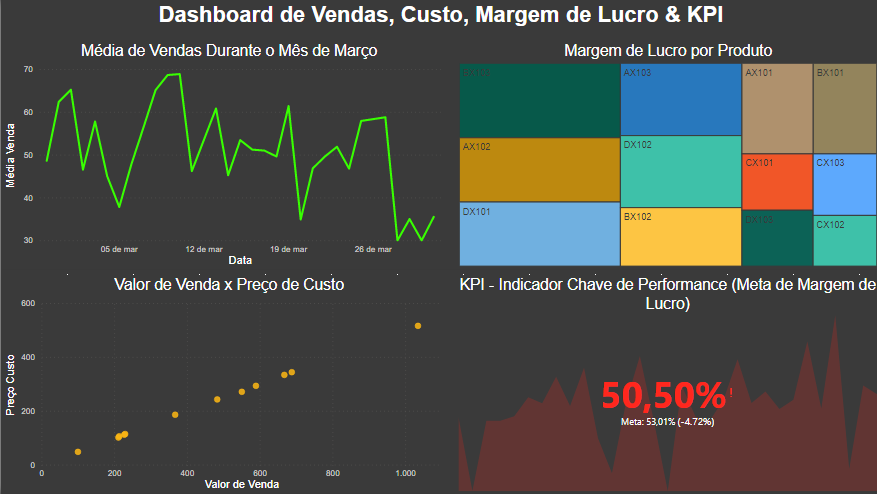 Dashboard de Vendas, Custo, Margem de Lucro & KPI
Média de Vendas Durante o Mês de Março
70
60
50
40
30
Média Venda
05 de mar
12 de mar
19 de mar
26 de mar
Data
Margem de Lucro por Produto
AX103
AX101
BX101
AX102
DX102
CX101
CX103
DX101
BX102
DX103
CX102
Valor de Venda x Preço de Custo
600
400
200
0
Preço Custo
0
200
400
600
800
1.000
Valor de Venda
KPI - Indicador Chave de Performance (Meta de Margem de
Lucro)
50,50%!
Meta: 53,01% (-4.72%)